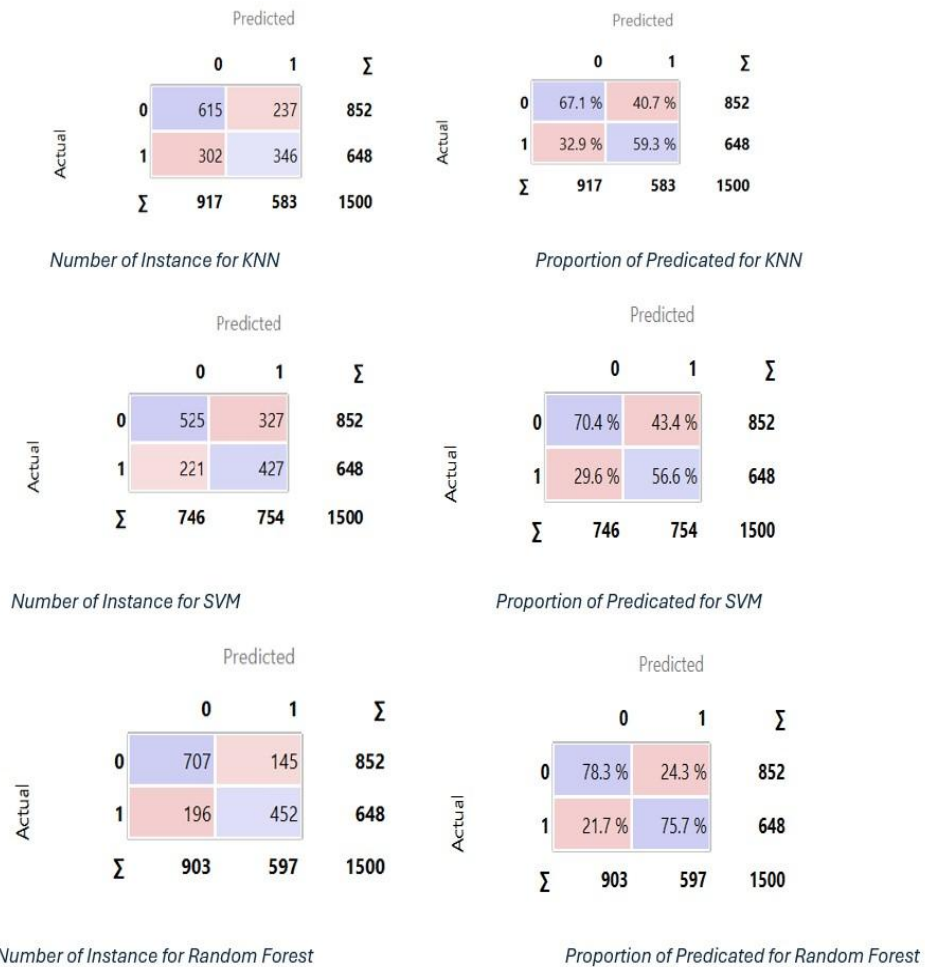 Predicted
0 1 ∑
0 615 237 852
Actual
1 302 346 648
∑ 917 583 1500
Number of Instance for KNN
Predicted
0 1 ∑
0 67.1 % 40.7 % 852
Actual
1 32.9 % 59.3 % 648
∑ 917 583 1500
Proportion of Predicated for KNN
Predicted
0 1 ∑
0 525 327 852
Actual
1 221 427 648
∑ 746 754 1500
Number of Instance for SVM
Predicted
0 1 ∑
0 70.4 % 43.4 % 852
Actual
1 29.6 % 56.6 % 648
∑ 746 754 1500
Proportion of Predicated for SVM
Predicted
0 1 ∑
0 707 145 852
Actual
1 196 452 648
∑ 903 597 1500
Number of Instance for Random Forest
Predicted
0 1 ∑
0 78.3 % 24.3 % 852
Actual
1 21.7 % 75.7 % 648
∑ 903 597 1500
Proportion of Predicated for Random Forest